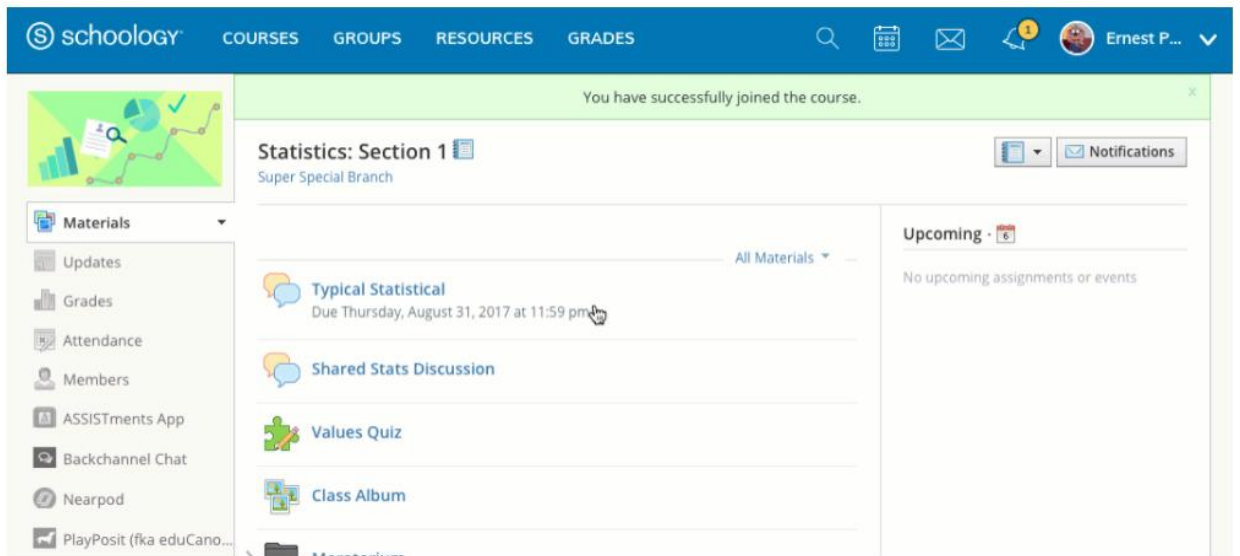 schoology
COURSES GROUPS RESOURCES GRADES
1
Ernest P...
You have successfully joined the course.
x
Statistics: Section 1
Super Special Branch
Notifications
Materials
Updates
Grades
Attendance
Members
ASSISTments App
Backchannel Chat
Nearpod
PlayPosit (fka eduCano...
All Materials
Typical Statistical
Due Thursday, August 31, 2017 at 11:59 pm
Shared Stats Discussion
Values Quiz
Class Album
Upcoming · 6
No upcoming assignments or events